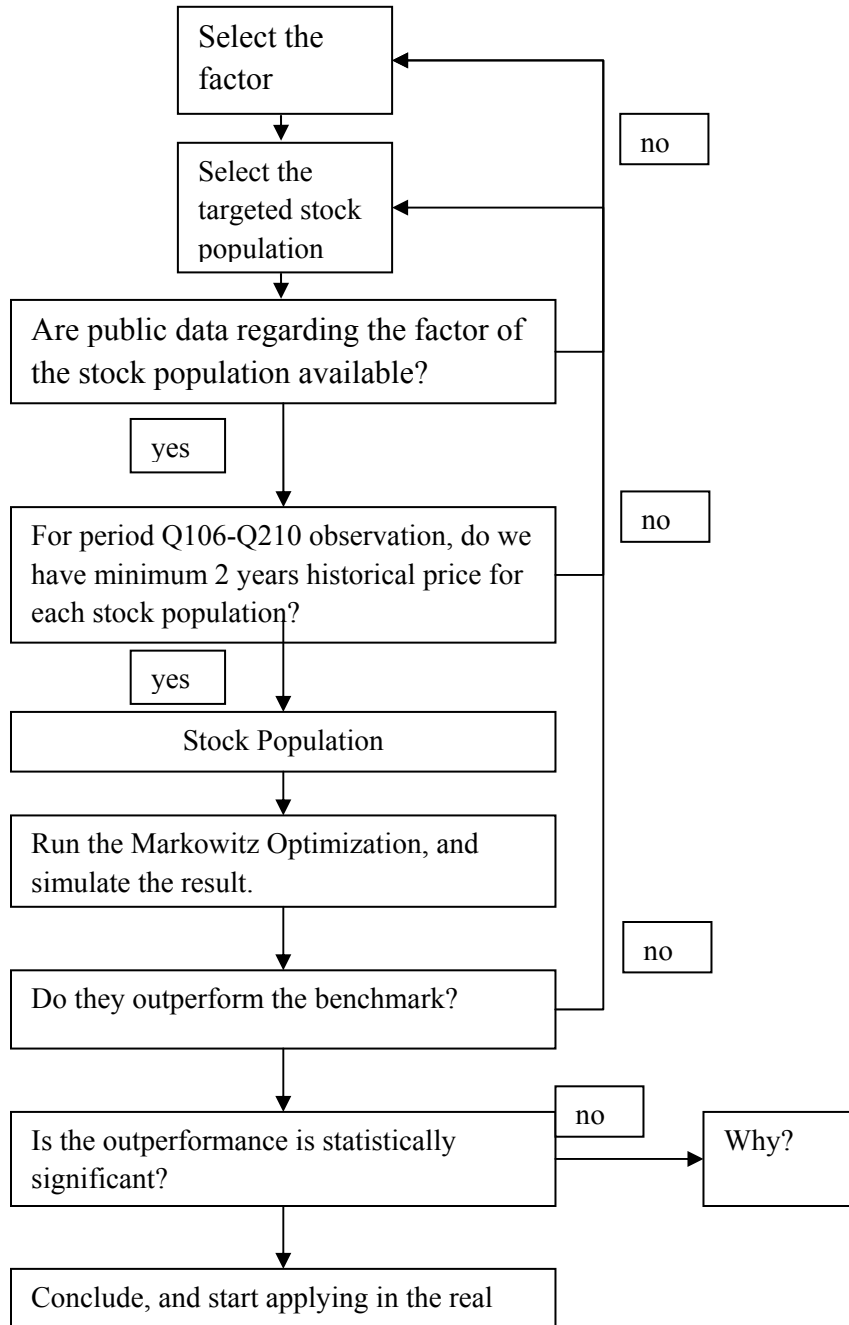 Select the
factor
no
Select the
targeted stock
population
Are public data regarding the factor of
the stock population available?
yes
no
For period Q106-Q210 observation, do we
have minimum 2 years historical price for
each stock population?
yes
Stock Population
Run the Markowitz Optimization, and
simulate the result.
no
Do they outperform the benchmark?
no
Is the outperformance is statistically
significant?
Why?
Conclude, and start applying in the real